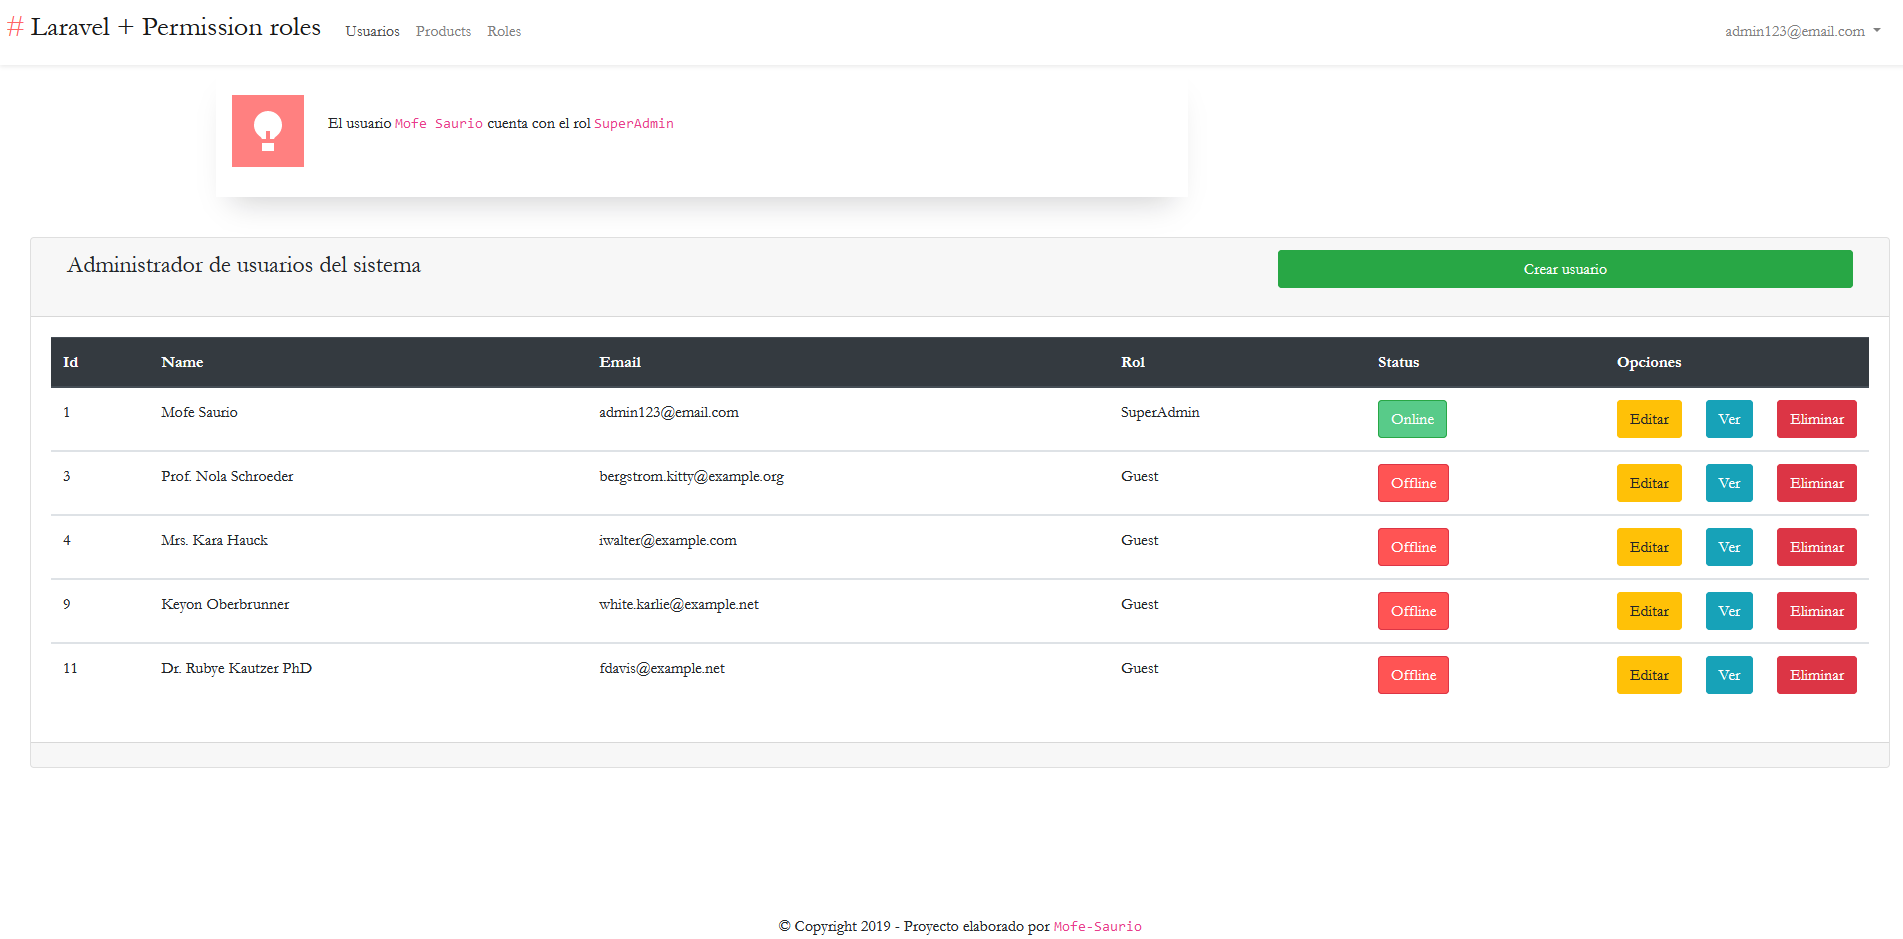 # Laravel + Permission roles Usuarios Products Roles admin123@email.com
El usuario Mofe Saurio cuenta con el rol SuperAdmin
Administrador de usuarios del sistema Crear usuario
Id Name Email Rol Status Opciones
1 Mofe Saurio admin123@email.com SuperAdmin Online Editar Ver Eliminar
3 Prof. Nola Schroeder bergstrom.kitty@example.org Guest Offline Editar Ver Eliminar
4 Mrs. Kara Hauck iwalter@example.com Guest Offline Editar Ver Eliminar
9 Keyon Oberbrunner white.karlie@example.net Guest Offline Editar Ver Eliminar
11 Dr. Rubye Kautzer PhD fdavis@example.net Guest Offline Editar Ver Eliminar
© Copyright 2019 - Proyecto elaborado por Mofe-Saurio